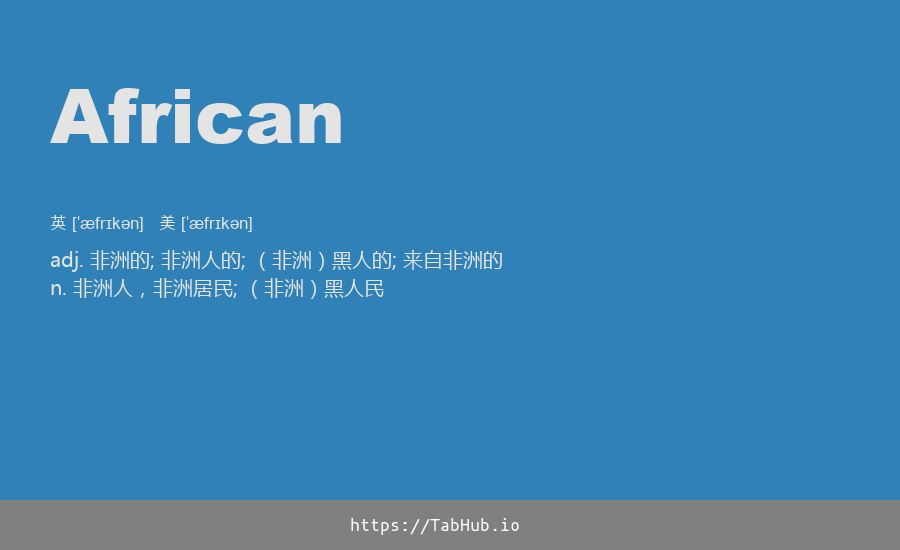 African
英 [ˈæfrɪkən]   美 [ˈæfrɪkən]
adj. 非洲的; 非洲人的; （非洲）黑人的; 来自非洲的
n. 非洲人，非洲居民; （非洲）黑人民
https://TabHub.io